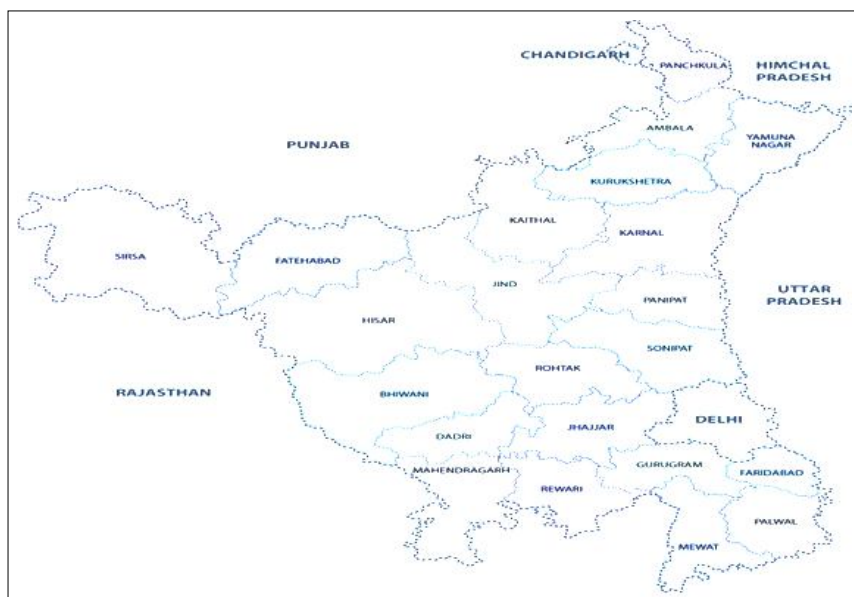 CHANDIGARH
PANCHKULA
HIMCHAL
PRADESH
AMBALA
YAMUNA
NAGAR
PUNJAB
KURUKSHETRA
KAITHAL
KARNAL
SIRSA
FATEHABAD
JIND
UTTAR
PRADESH
PANIPAT
HISAR
SONIPAT
ROHTAK
RAJASTHAN
BHIWANI
DELHI
JHAJJAR
DADRI
MAHENDRAGARH
GURUGRAM
FARIDABAD
REWARI
PALWAL
MEWAT